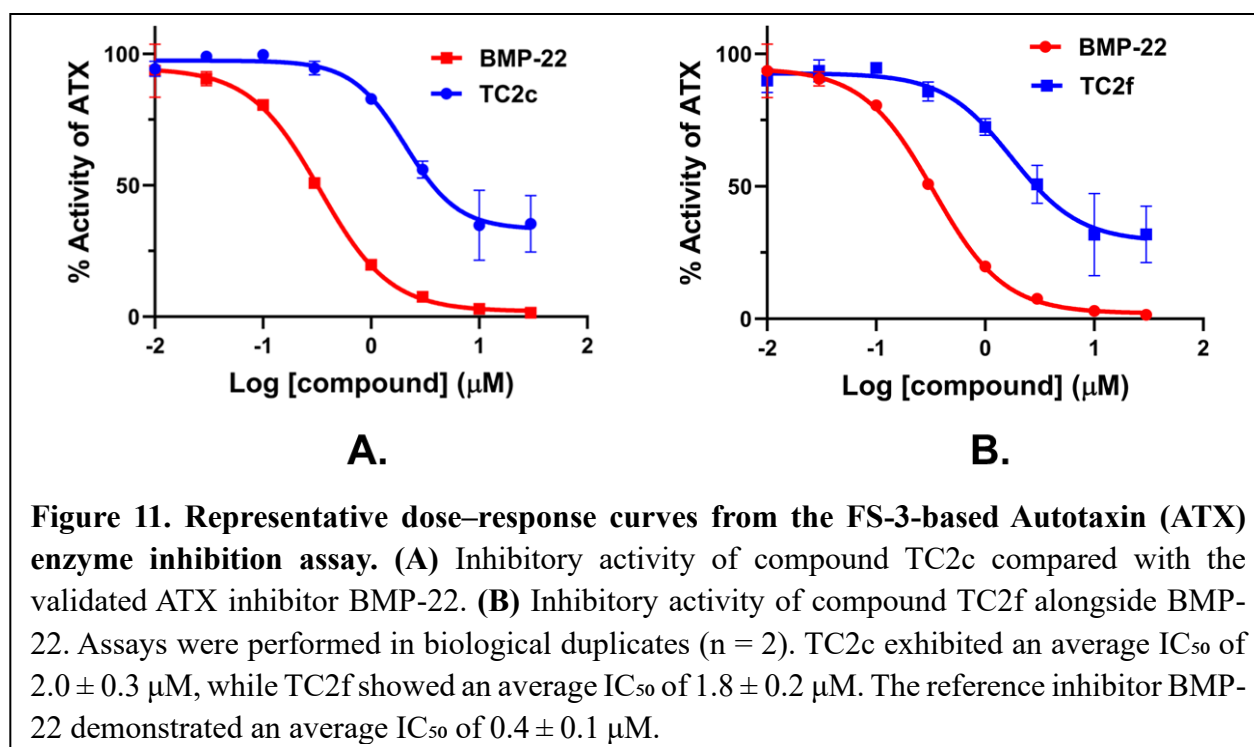 100
50
0
% Activity of ATX
BMP-22
TC2c
-2 -1 0 1 2
Log [compound] (μM)
A.
100
50
0
% Activity of ATX
BMP-22
TC2f
-2 -1 0 1 2
Log [compound] (μM)
B.
Figure 11. Representative dose–response curves from the FS-3-based Autotaxin (ATX)
enzyme inhibition assay. (A) Inhibitory activity of compound TC2c compared with the
validated ATX inhibitor BMP-22. (B) Inhibitory activity of compound TC2f alongside BMP-
22. Assays were performed in biological duplicates (n = 2). TC2c exhibited an average IC₅₀ of
2.0 ± 0.3 μM, while TC2f showed an average IC₅₀ of 1.8 ± 0.2 μM. The reference inhibitor BMP-
22 demonstrated an average IC₅₀ of 0.4 ± 0.1 μM.